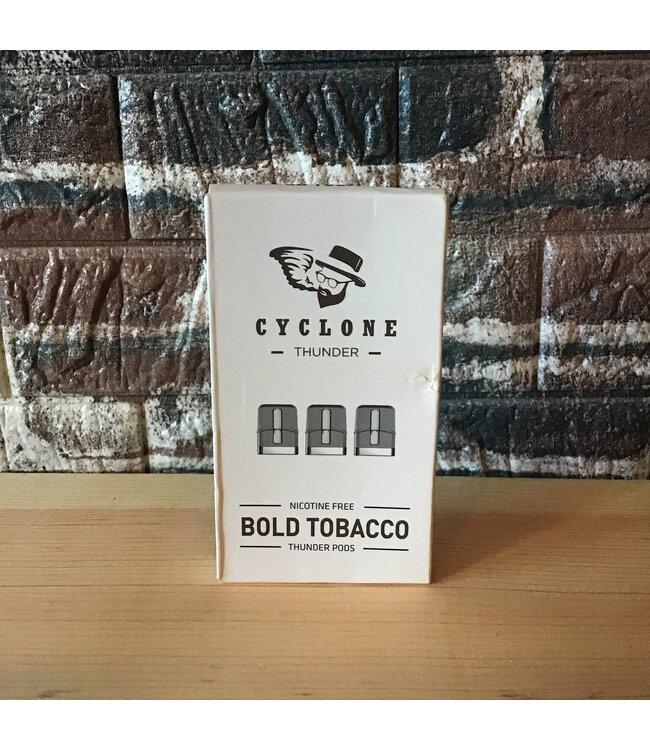 CYCLONE
THUNDER
NICOTINE FREE
BOLD TOBACCO
THUNDER PODS